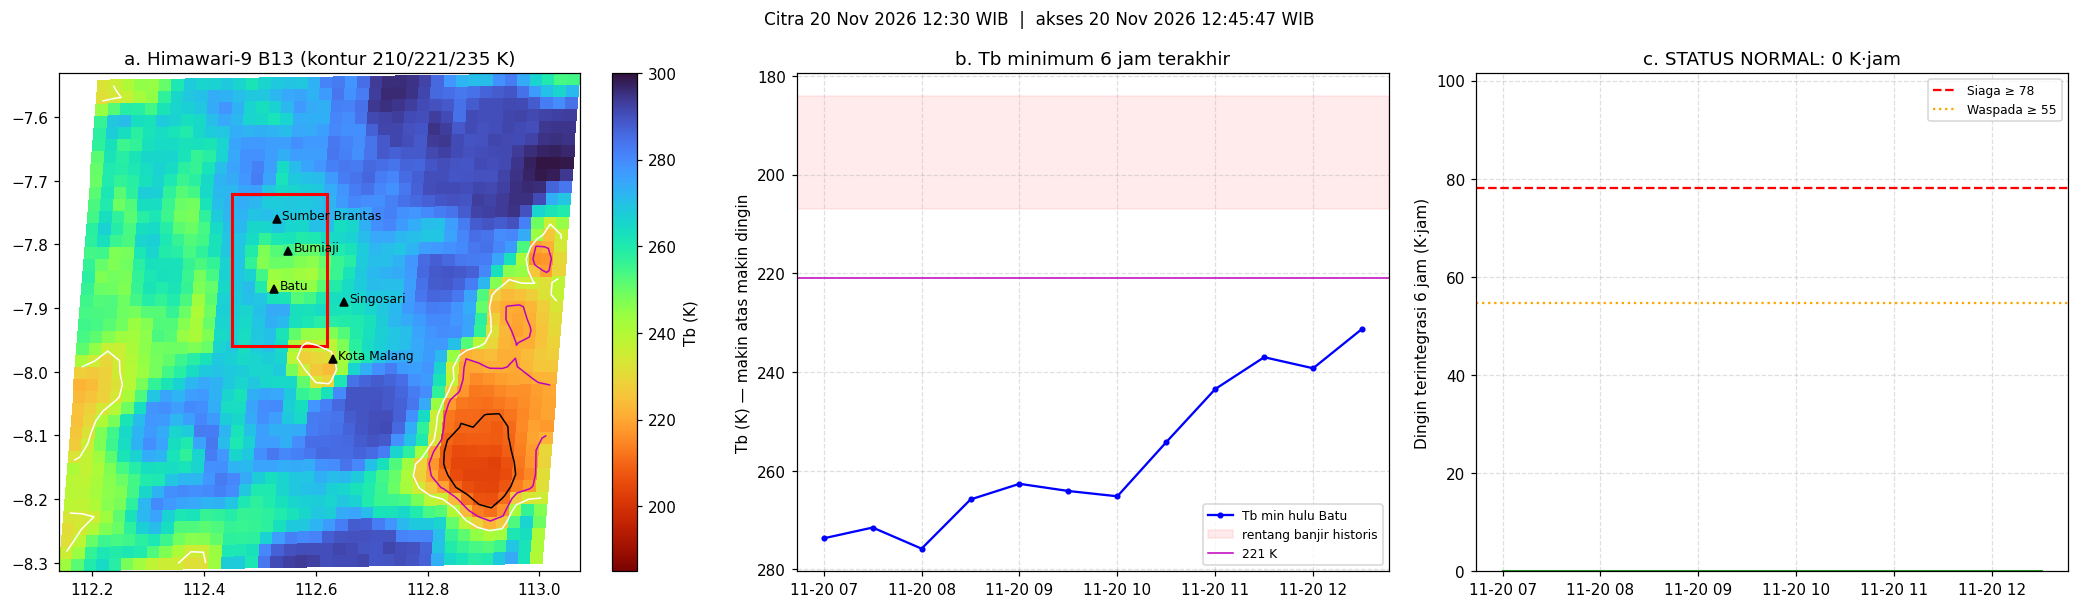 Citra 20 Nov 2026 12:30 WIB | akses 20 Nov 2026 12:45:47 WIB
a. Himawari-9 B13 (kontur 210/221/235 K)
−7.6
−7.7
−7.8
−7.9
−8.0
−8.1
−8.2
−8.3
112.2
112.4
112.6
112.8
113.0
Sumber Brantas
Bumiaji
Batu
Singosari
Kota Malang
300
280
260
240
220
200
Tb (K)
b. Tb minimum 6 jam terakhir
Tb (K) — makin atas makin dingin
180
200
220
240
260
280
11-20 07
11-20 08
11-20 09
11-20 10
11-20 11
11-20 12
Tb min hulu Batu
rentang banjir historis
221 K
c. STATUS NORMAL: 0 K·jam
Dingin terintegrasi 6 jam (K·jam)
100
80
60
40
20
0
11-20 07
11-20 08
11-20 09
11-20 10
11-20 11
11-20 12
Siaga ≥ 78
Waspada ≥ 55